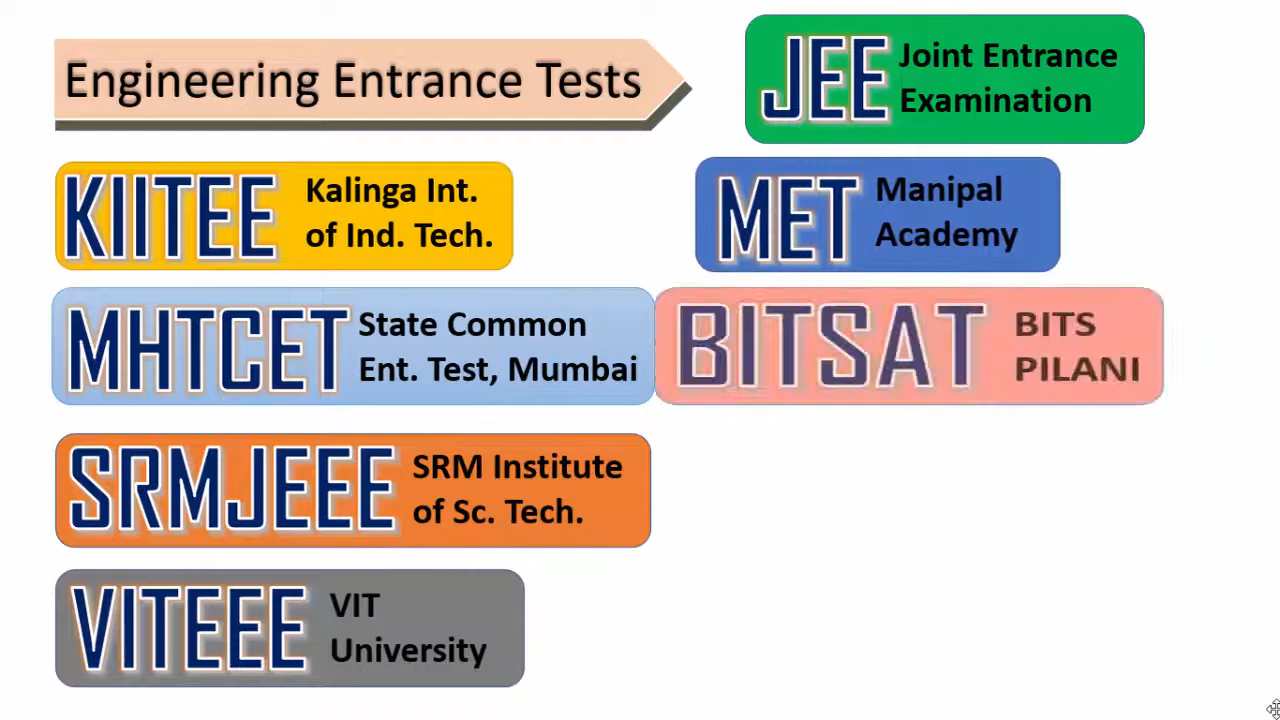 Engineering Entrance Tests
JEE
Joint Entrance
Examination
KIITEE
Kalinga Int.
of Ind. Tech.
MET
Manipal
Academy
MHTCET
State Common
Ent. Test, Mumbai
BITSAT
BITS
PILANI
SRMJEEE
SRM Institute
of Sc. Tech.
VITEEE
VIT
University